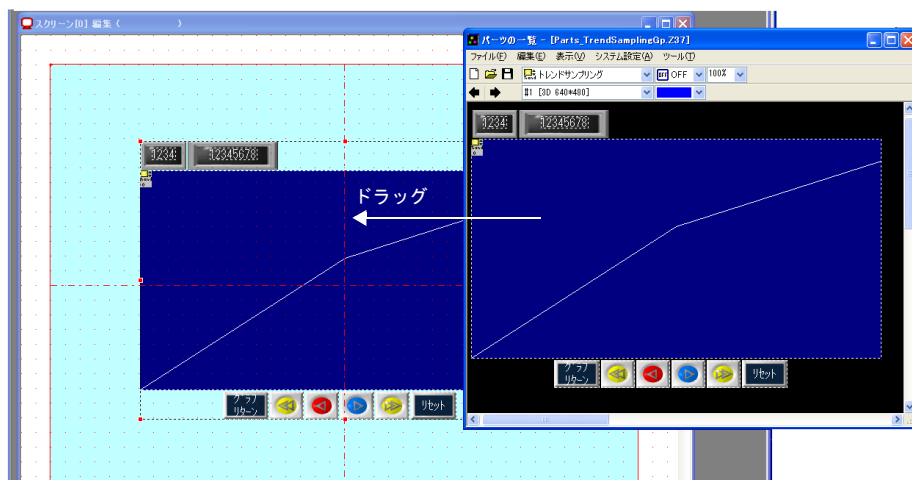 スクリーン[0] 編集 (          )
パーツの一覧 - [Parts_TrendSamplingGp.Z37]
ファイル(F) 編集(E) 表示(V) システム設定(A) ツール(T)
トレンドサンプリング OFF 100%
#1 [3D 640*480]
1234 12345678
1234 12345678
ドラッグ
グラフ
リターン
リセット
グラフ
リターン
リセット